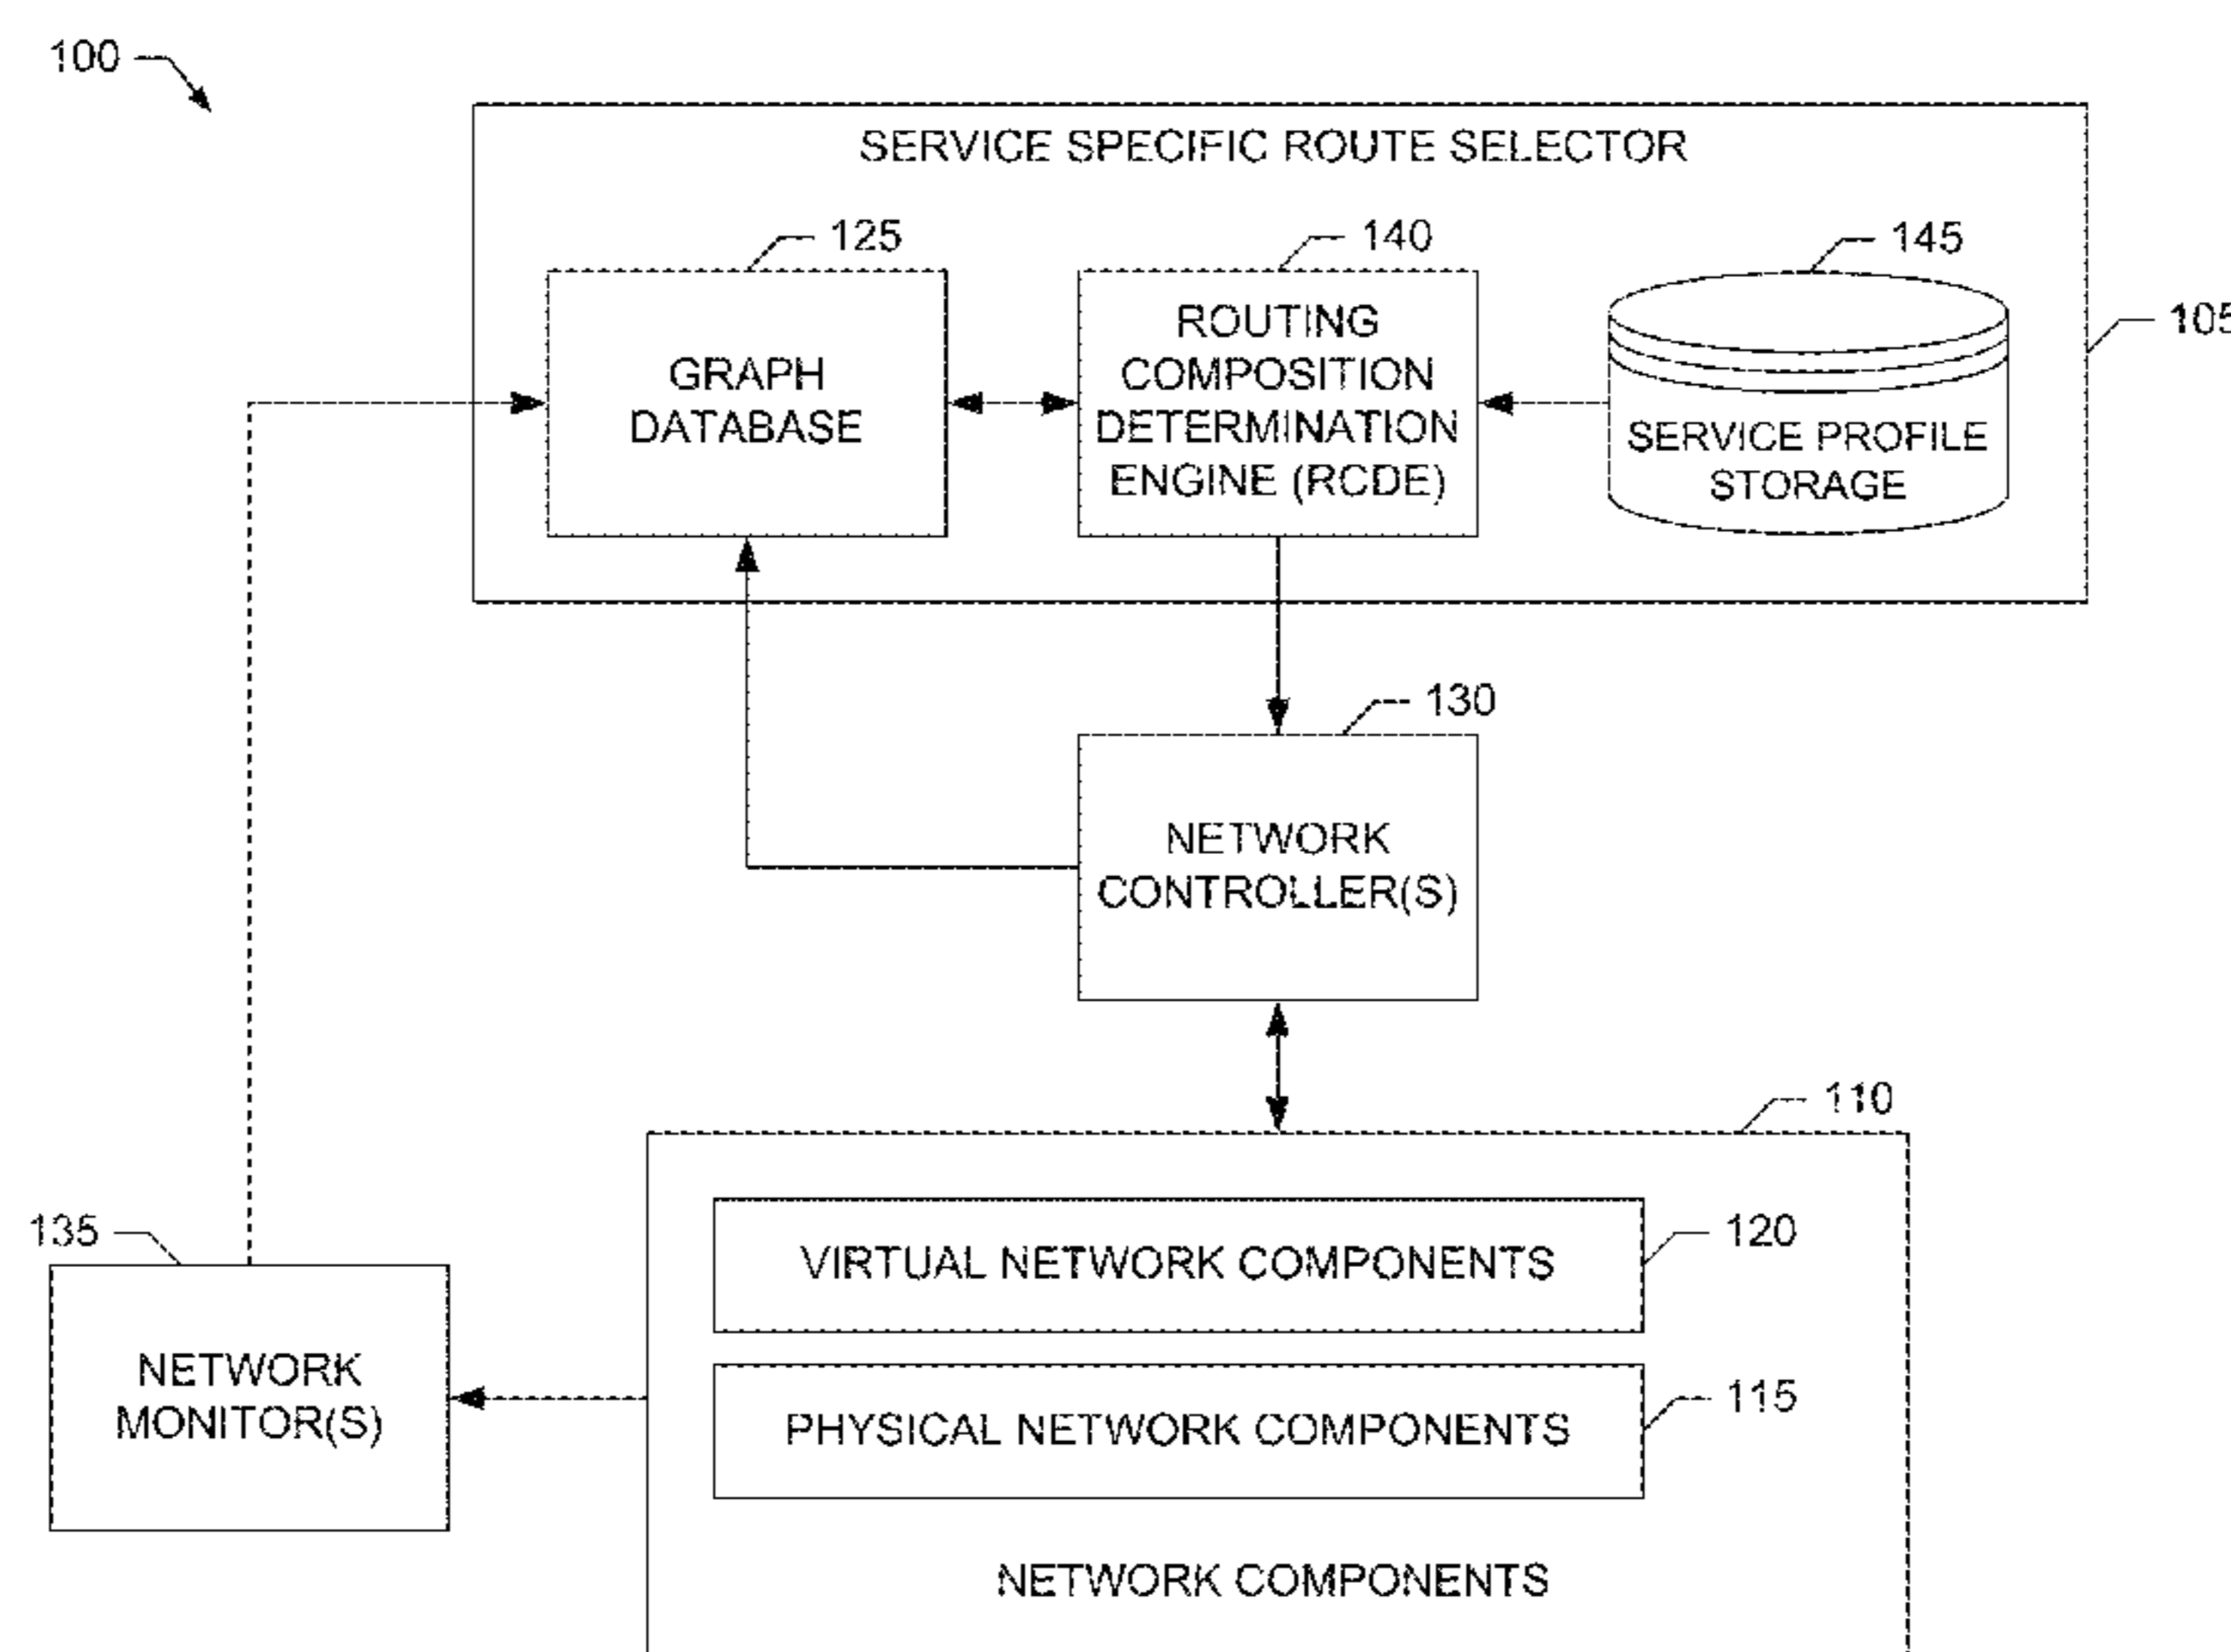 100
SERVICE SPECIFIC ROUTE SELECTOR
125
140
145
105
GRAPH
DATABASE
ROUTING
COMPOSITION
DETERMINATION
ENGINE (RCDE)
SERVICE PROFILE
STORAGE
130
NETWORK
CONTROLLER(S)
110
135
120
VIRTUAL NETWORK COMPONENTS
NETWORK
MONITOR(S)
115
PHYSICAL NETWORK COMPONENTS
NETWORK COMPONENTS